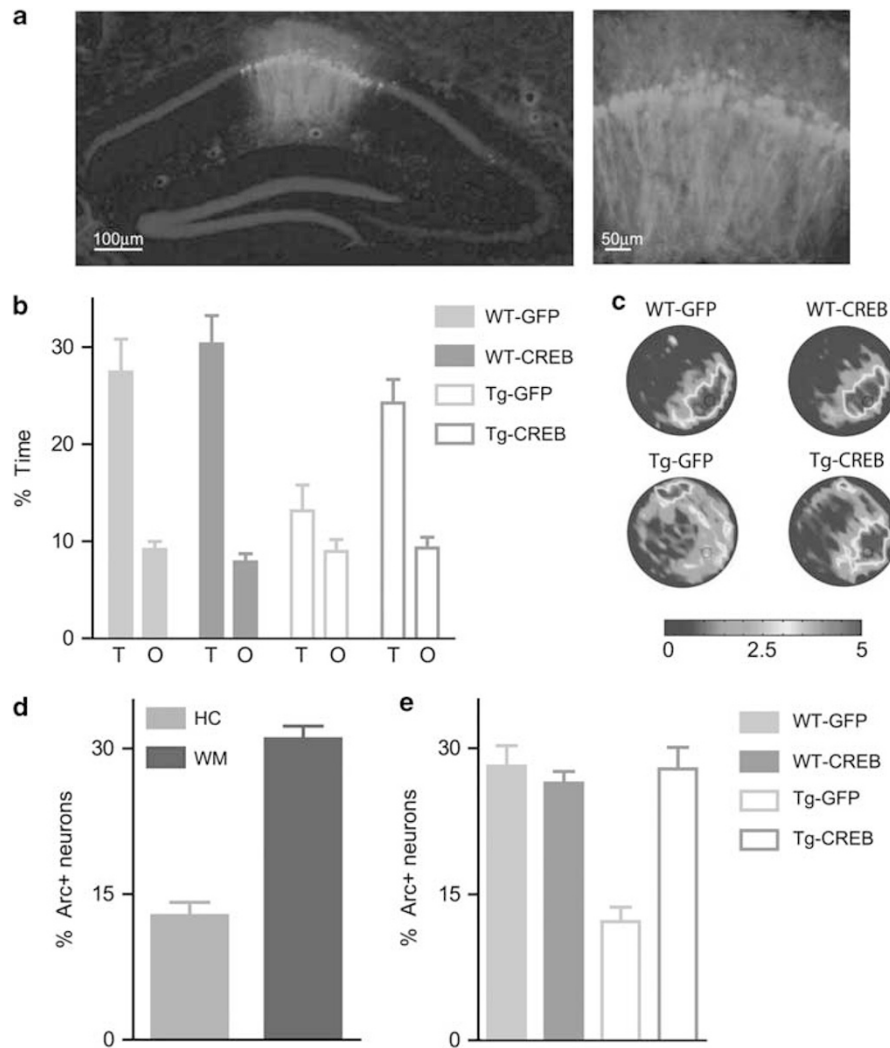 a
100µm
50µm
b
% Time
30
20
10
0
T O T O T O T O
WT-GFP
WT-CREB
Tg-GFP
Tg-CREB
c
WT-GFP WT-CREB
Tg-GFP Tg-CREB
0 2.5 5
d
% Arc+ neurons
30
15
0
HC
WM
e
% Arc+ neurons
30
15
0
WT-GFP
WT-CREB
Tg-GFP
Tg-CREB